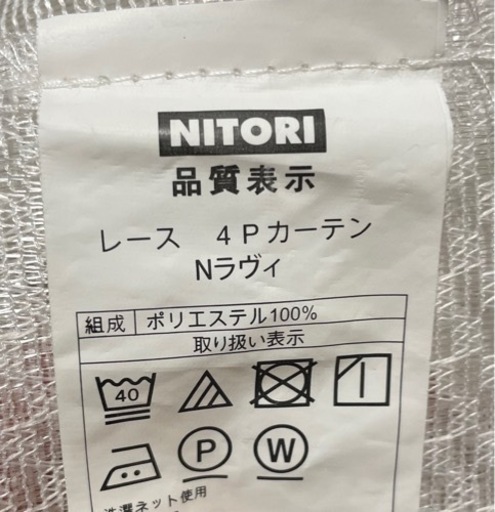 NITORI
品質表示
レース 4Pカーテン
Nラヴィ
組成 ポリエステル100%
取り扱い表示
40
P W
洗濯ネット使用